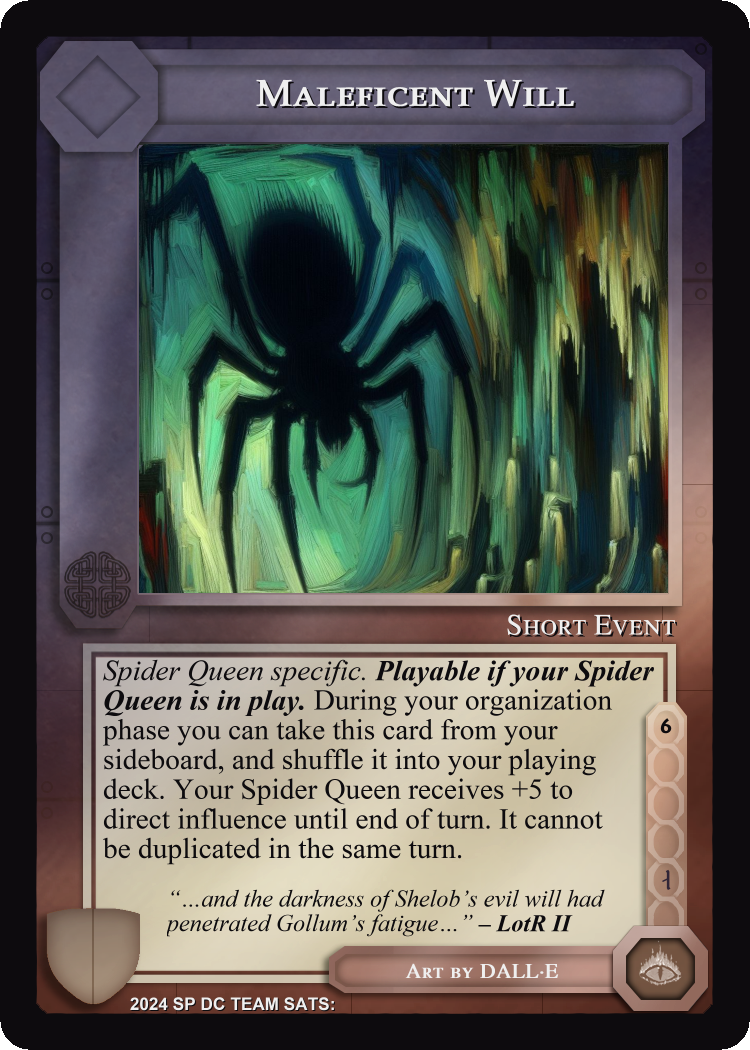 Maleficent Will
Short Event
Spider Queen specific. Playable if your Spider
Queen is in play. During your organization
phase you can take this card from your
sideboard, and shuffle it into your playing
deck. Your Spider Queen receives +5 to
direct influence until end of turn. It cannot
be duplicated in the same turn.
6
“…and the darkness of Shelob’s evil will had
penetrated Gollum’s fatigue…” – LotR II
Art by DALL·E
2024 SP DC TEAM SATS: